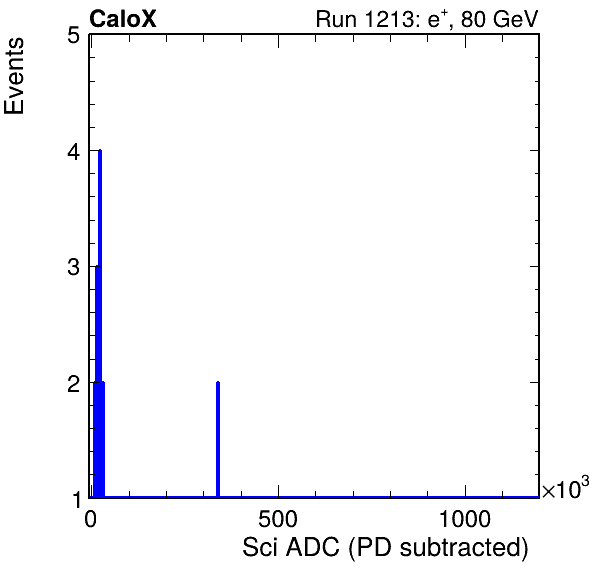 CaloX Run 1213: e⁺, 80 GeV
Events
5
4
3
2
1
0 500 1000 ×10³
Sci ADC (PD subtracted)